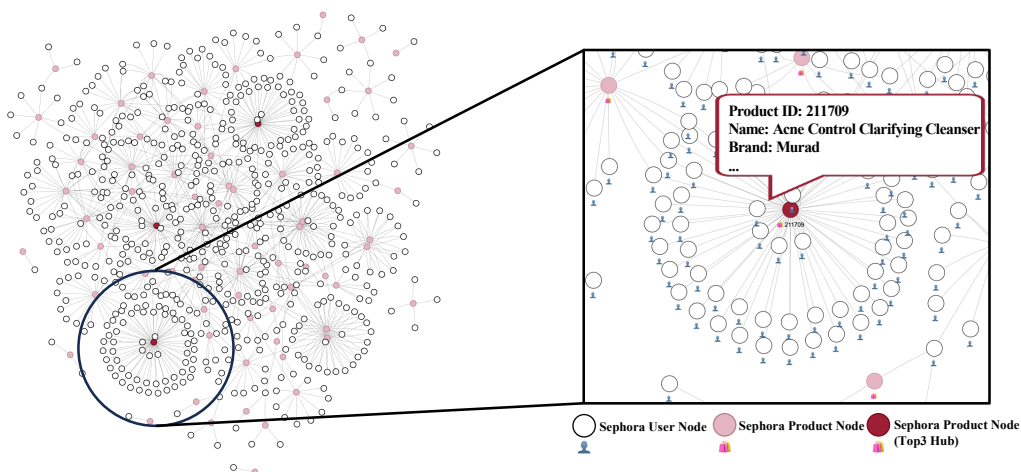 Product ID: 211709
Name: Acne Control Clarifying Cleanser
Brand: Murad
...
211709
Sephora User Node
Sephora Product Node
Sephora Product Node
(Top3 Hub)